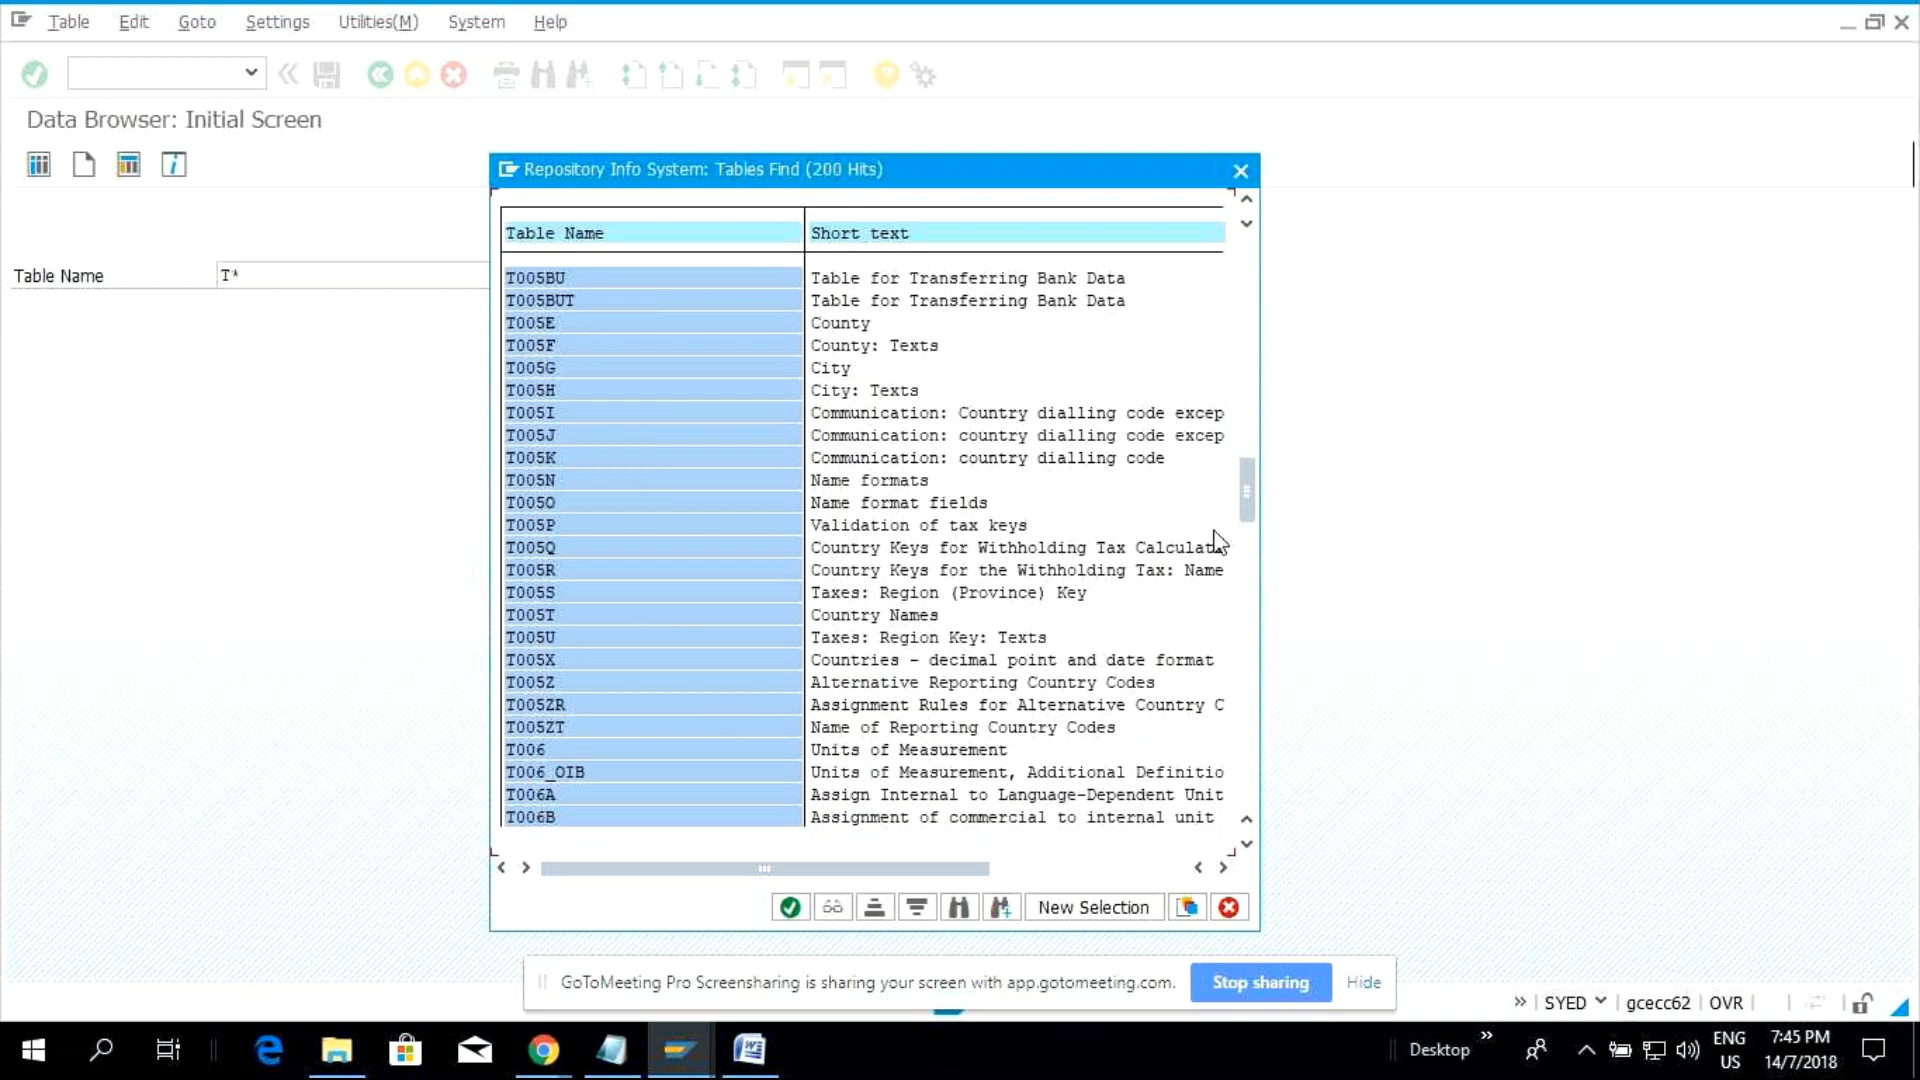 Table Edit Goto Settings Utilities(M) System Help
Data Browser: Initial Screen
Repository Info System: Tables Find (200 Hits)
Table Name T*
Table Name Short text
T005BU Table for Transferring Bank Data
T005BUT Table for Transferring Bank Data
T005E County
T005F County: Texts
T005G City
T005H City: Texts
T005I Communication: Country dialling code excep
T005J Communication: country dialling code excep
T005K Communication: country dialling code
T005N Name formats
T005O Name format fields
T005P Validation of tax keys
T005Q Country Keys for Withholding Tax
T005R Country Keys for the Withholding Tax: Name
T005S Taxes: Region (Province) Key
T005T Country Names
T005U Taxes: Region Key: Texts
T005X Countries - decimal point and date format
T005Z Alternative Reporting Country Codes
T005ZR Assignment Rules for Alternative Country C
T005ZT Name of Reporting Country Codes
T006 Units of Measurement
T006_OIB Units of Measurement, Additional Definitio
T006A Assign Internal to Language-Dependent Unit
T006B Assignment of commercial to internal unit
New Selection
GoToMeeting Pro Screensharing is sharing your screen with app.gotomeeting.com. Stop sharing Hide
SYED gcecc62 OVR
Desktop
ENG
US
7:45 PM
14/7/2018